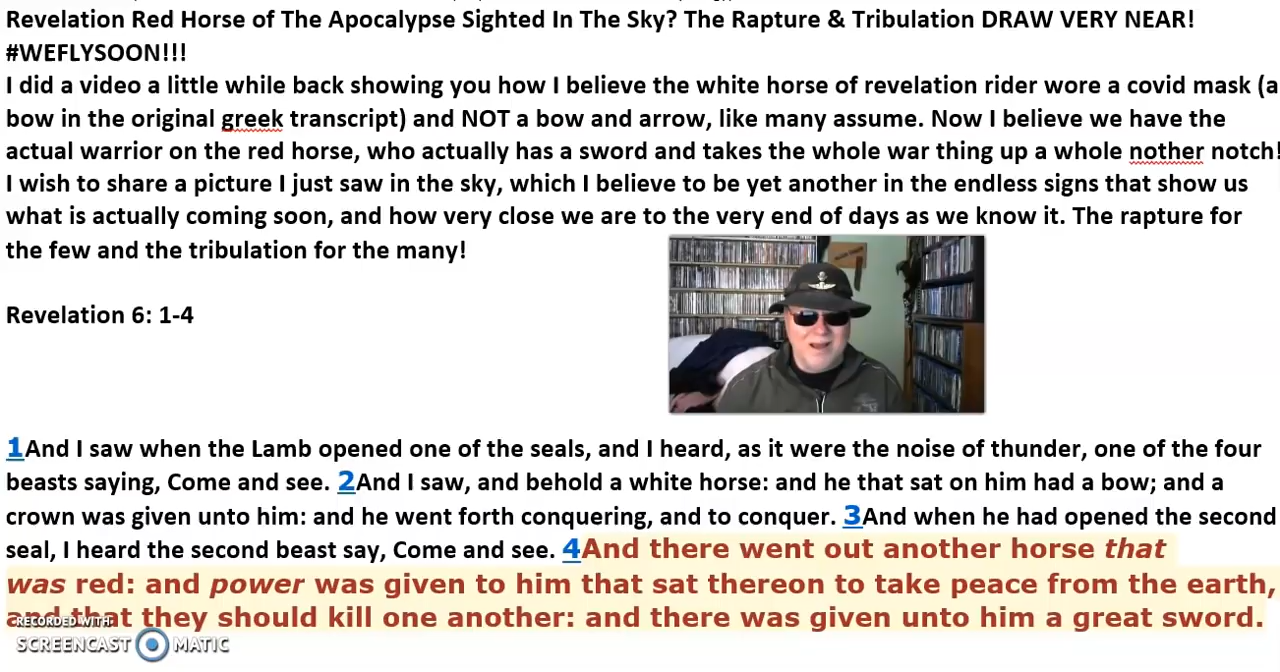 Revelation Red Horse of The Apocalypse Sighted In The Sky? The Rapture & Tribulation DRAW VERY NEAR!
#WEFLYSOON!!!
I did a video a little while back showing you how I believe the white horse of revelation rider wore a covid mask (a
bow in the original greek transcript) and NOT a bow and arrow, like many assume. Now I believe we have the
actual warrior on the red horse, who actually has a sword and takes the whole war thing up a whole nother notch!
I wish to share a picture I just saw in the sky, which I believe to be yet another in the endless signs that show us
what is actually coming soon, and how very close we are to the very end of days as we know it. The rapture for
the few and the tribulation for the many!
Revelation 6: 1-4
1And I saw when the Lamb opened one of the seals, and I heard, as it were the noise of thunder, one of the four
beasts saying, Come and see. 2And I saw, and behold a white horse: and he that sat on him had a bow; and a
crown was given unto him: and he went forth conquering, and to conquer. 3And when he had opened the second
seal, I heard the second beast say, Come and see. 4And there went out another horse that
was red: and power was given to him that sat thereon to take peace from the earth,
and that they should kill one another: and there was given unto him a great sword.
RECORDED WITH
SCREENCAST MATIC